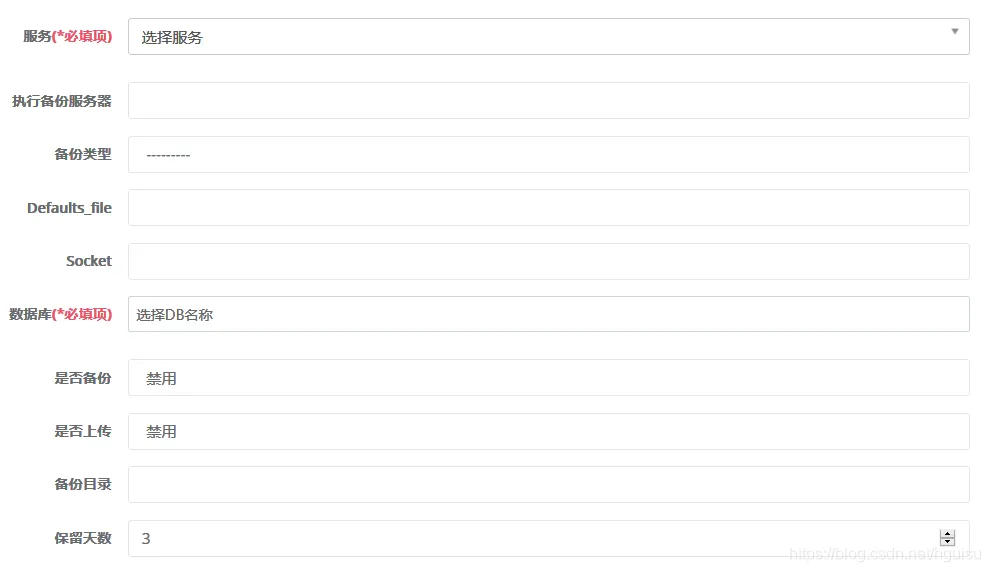 服务(*必填项) 选择服务
执行备份服务器
备份类型 ---------
Defaults_file
Socket
数据库(*必填项) 选择DB名称
是否备份 禁用
是否上传 禁用
备份目录
保留天数 3
https://blog.csdn.net/hguisu